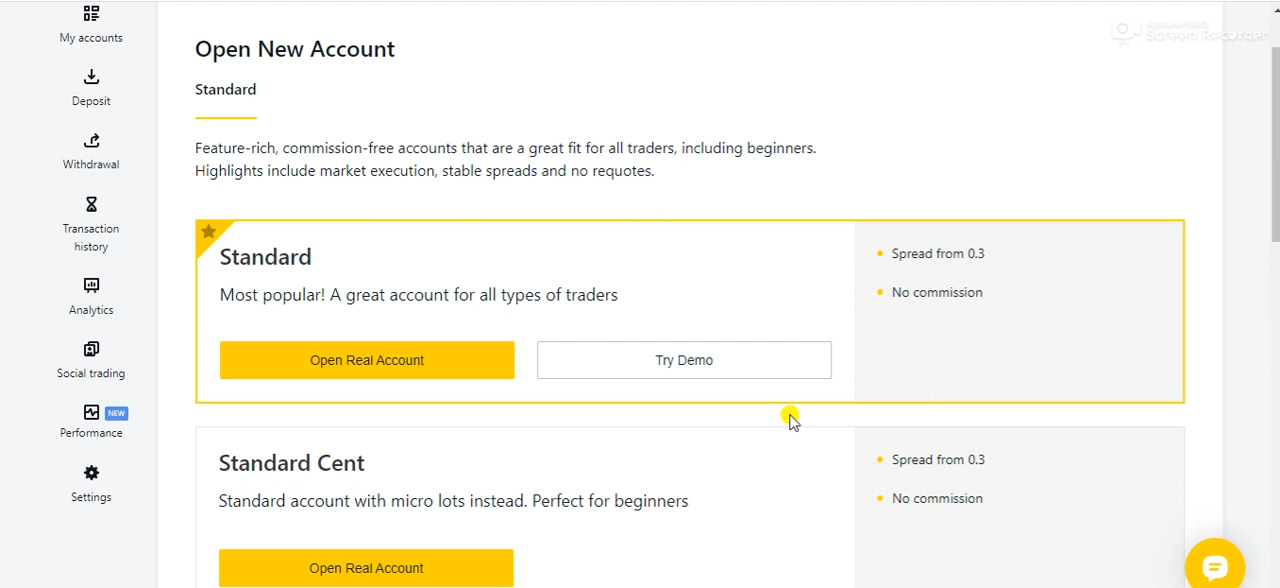 My accounts
Deposit
Withdrawal
Transaction
history
Analytics
Social trading
NEW
Performance
Settings
Screen Recorder
Open New Account
Standard
Feature-rich, commission-free accounts that are a great fit for all traders, including beginners.
Highlights include market execution, stable spreads and no requotes.
Standard
Most popular! A great account for all types of traders
Open Real Account
Try Demo
Spread from 0.3
No commission
Standard Cent
Standard account with micro lots instead. Perfect for beginners
Open Real Account
Spread from 0.3
No commission